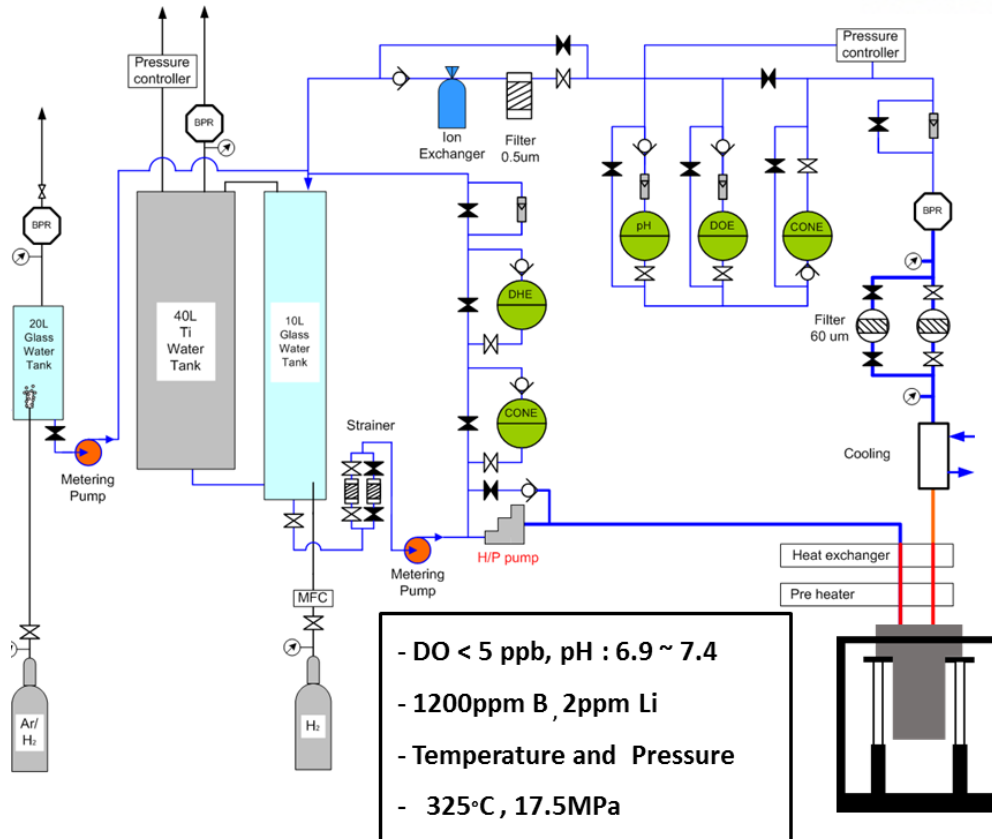 Pressure
controller
BPR
Ion
Exchanger
Filter
0.5um
Pressure
controller
BPR
20L
Glass
Water
Tank
40L
Ti
Water
Tank
10L
Glass
Water
Tank
Metering
Pump
Strainer
Metering
Pump
DHE
CONE
H/P pump
pH
DOE
CONE
BPR
Filter
60 um
Cooling
Heat exchanger
Pre heater
MFC
Ar/
H₂
H₂
- DO < 5 ppb, pH : 6.9 ~ 7.4
- 1200ppm B , 2ppm Li
- Temperature and Pressure
- 325°C , 17.5MPa